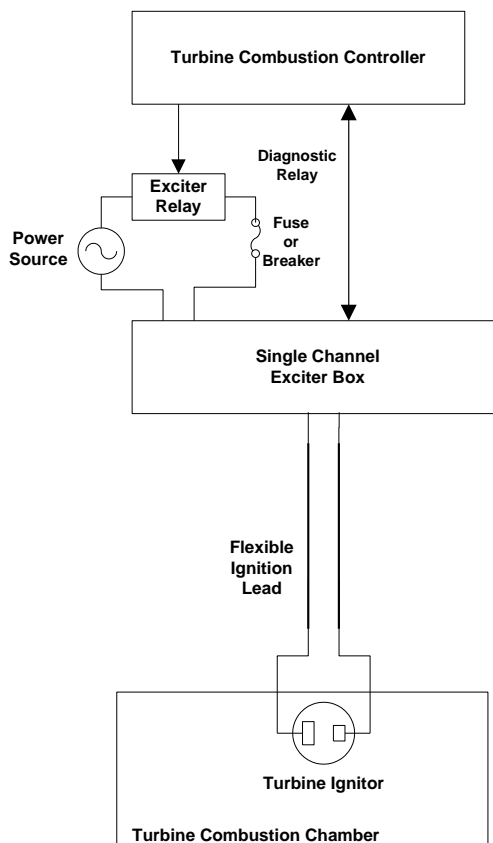 Turbine Combustion Controller
Diagnostic
Relay
Exciter
Relay
Power
Source
Fuse
or
Breaker
Single Channel
Exciter Box
Flexible
Ignition
Lead
Turbine Ignitor
Turbine Combustion Chamber